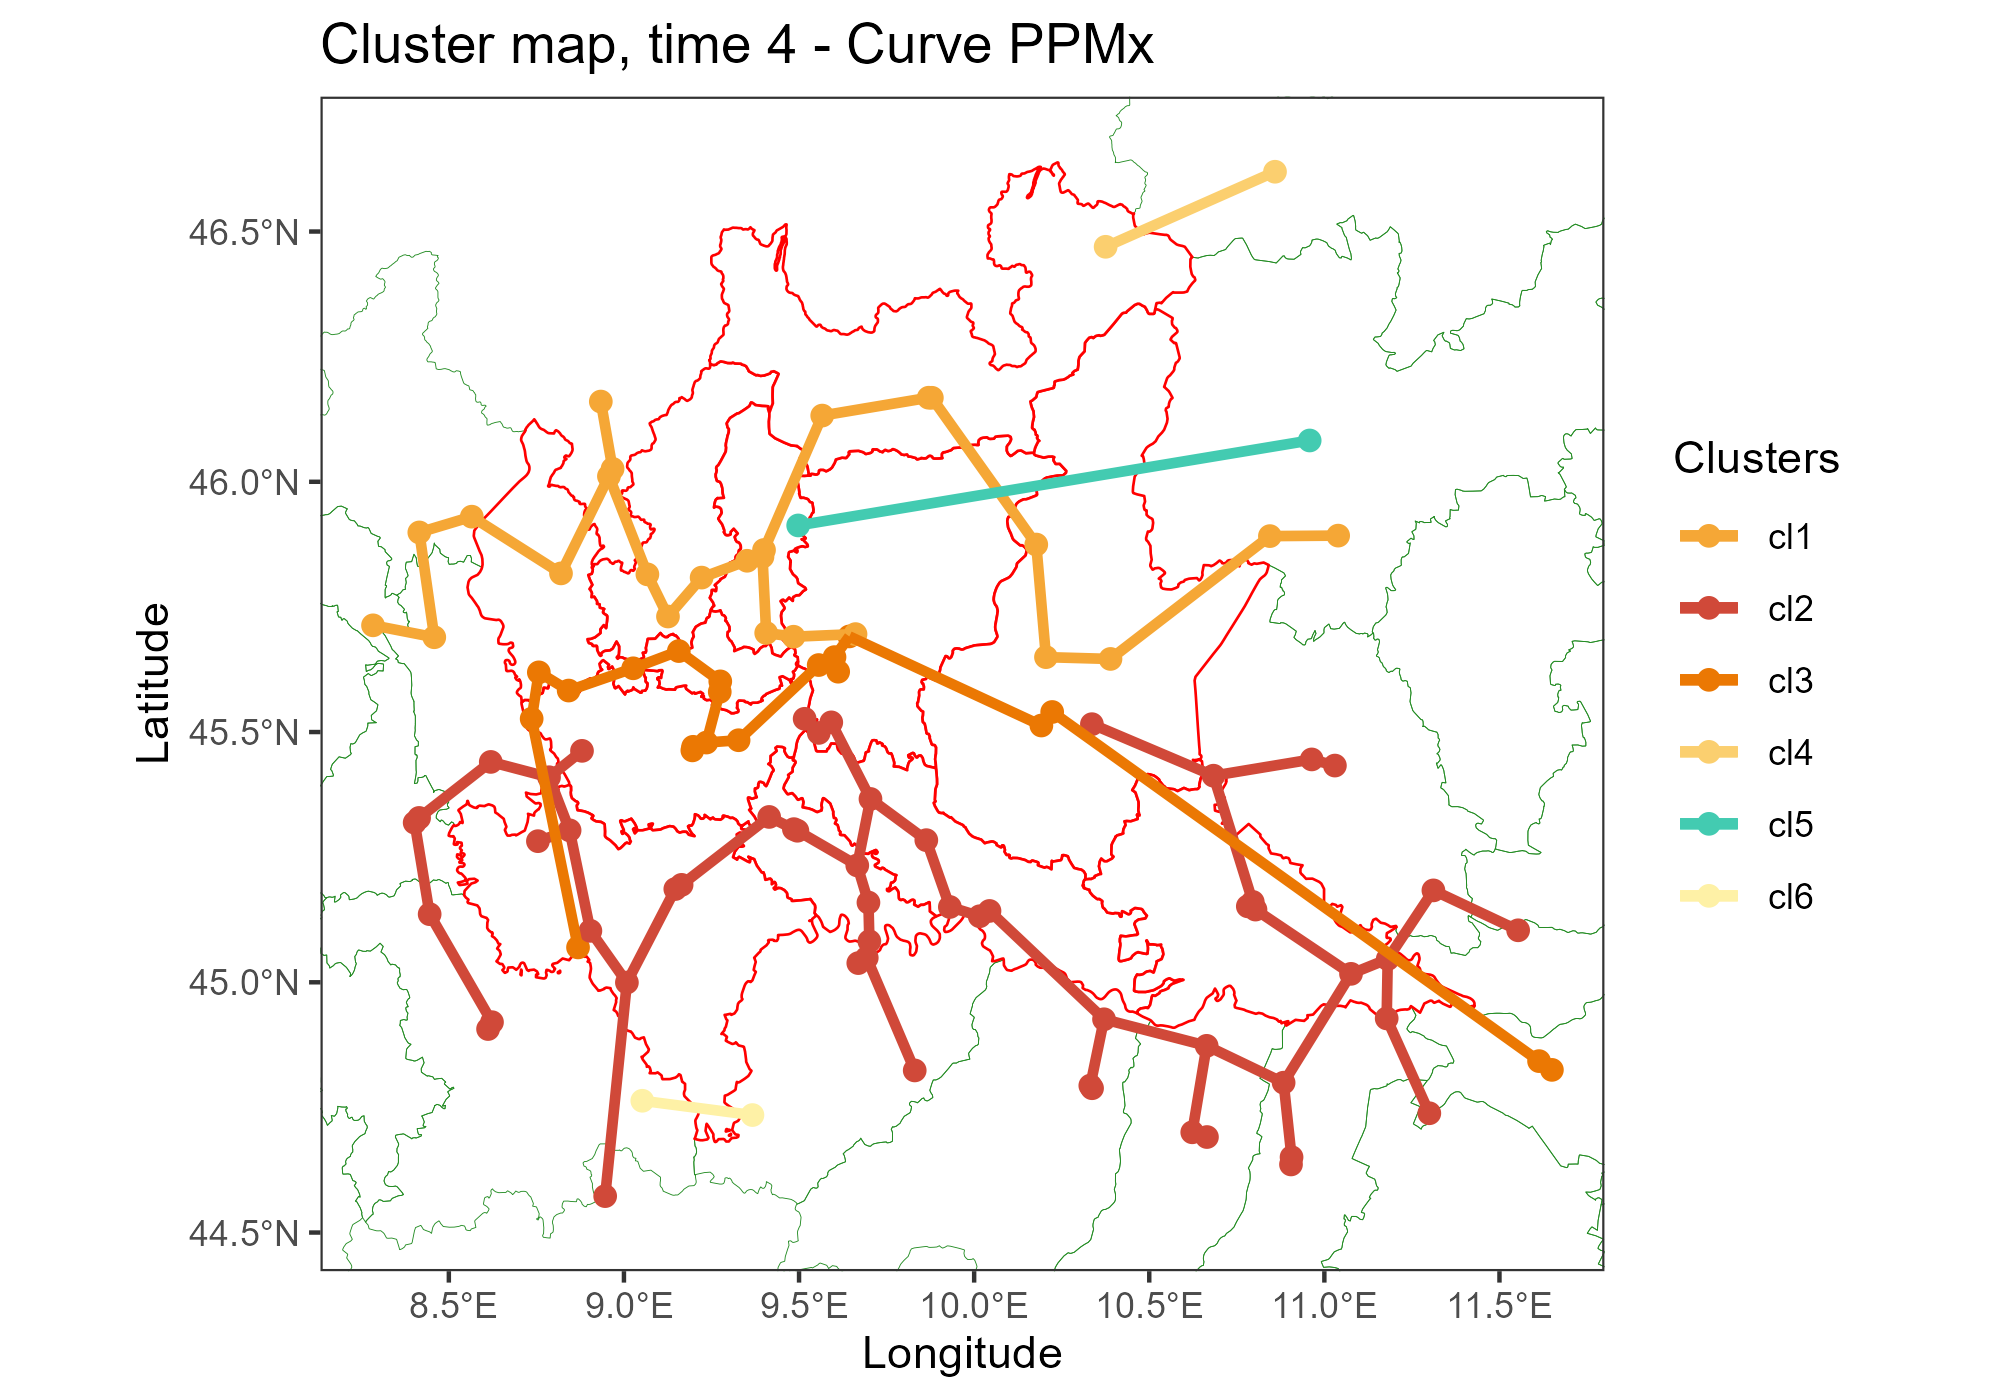 Cluster map, time 4 - Curve PPMx
46.5°N
46.0°N
45.5°N
45.0°N
44.5°N
Latitude
8.5°E
9.0°E
9.5°E
10.0°E
10.5°E
11.0°E
11.5°E
Longitude
Clusters
cl1
cl2
cl3
cl4
cl5
cl6